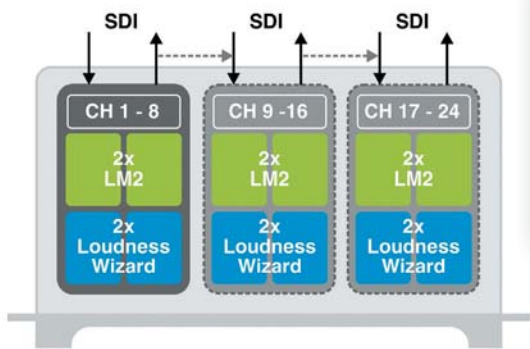 SDI
SDI
SDI
CH 1 - 8
CH 9 -16
CH 17 - 24
2x
LM2
2x
LM2
2x
LM2
2x
Loudness
Wizard
2x
Loudness
Wizard
2x
Loudness
Wizard